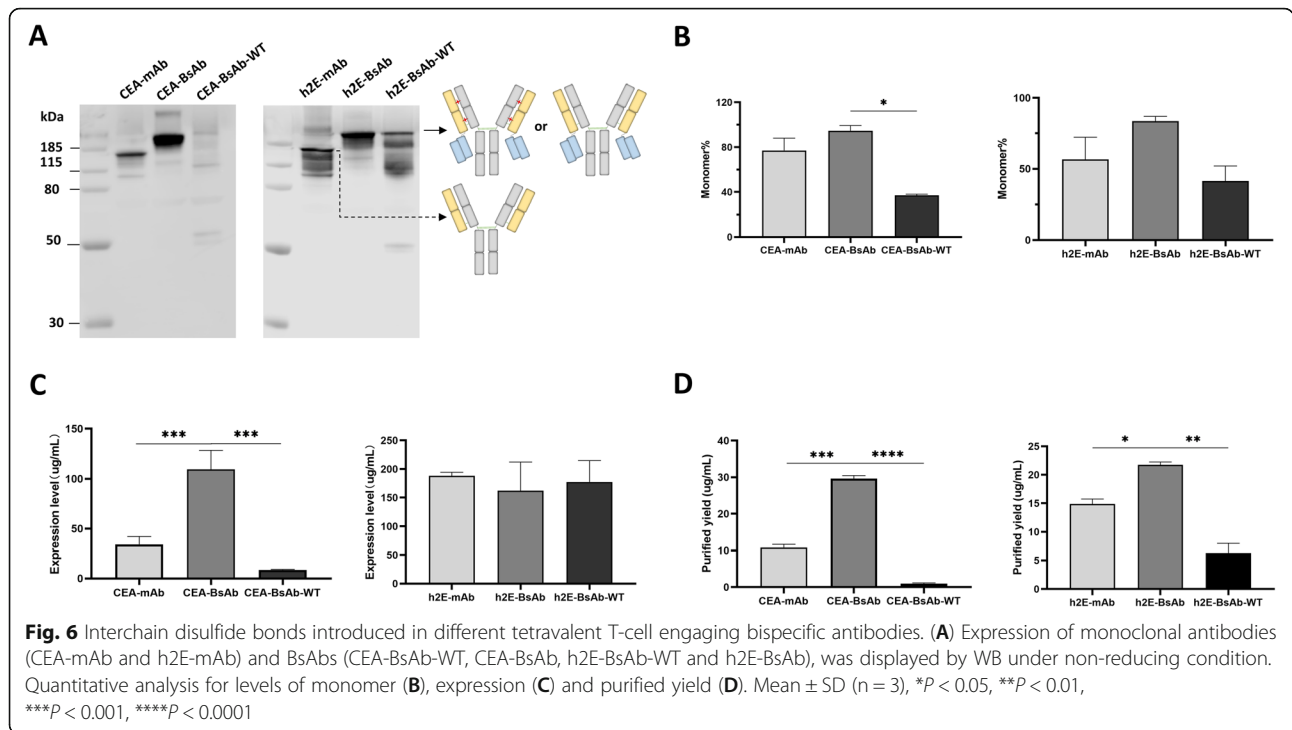 A
CEA-mAb CEA-BsAb CEA-BsAb-WT
h2E-mAb h2E-BsAb h2E-BsAb-WT
kDa
185
115
80
50
30
or
B
Monomer%
120
80
40
0
*
CEA-mAb CEA-BsAb CEA-BsAb-WT
Monomer%
100
50
0
h2E-mAb h2E-BsAb h2E-BsAb-WT
C
Expression level(ug/mL)
150
100
50
0
*** ***
CEA-mAb CEA-BsAb CEA-BsAb-WT
Expression level(ug/mL)
250
200
150
100
50
0
h2E-mAb h2E-BsAb h2E-BsAb-WT
D
Purified yield (ug/mL)
40
30
20
10
0
*** ****
CEA-mAb CEA-BsAb CEA-BsAb-WT
Purified yield (ug/mL)
25
20
15
10
5
0
* **
h2E-mAb h2E-BsAb h2E-BsAb-WT
Fig. 6 Interchain disulfide bonds introduced in different tetravalent T-cell engaging bispecific antibodies. (A) Expression of monoclonal antibodies
(CEA-mAb and h2E-mAb) and BsAbs (CEA-BsAb-WT, CEA-BsAb, h2E-BsAb-WT and h2E-BsAb), was displayed by WB under non-reducing condition.
Quantitative analysis for levels of monomer (B), expression (C) and purified yield (D). Mean ± SD (n = 3), *P < 0.05, **P < 0.01,
***P < 0.001, ****P < 0.0001